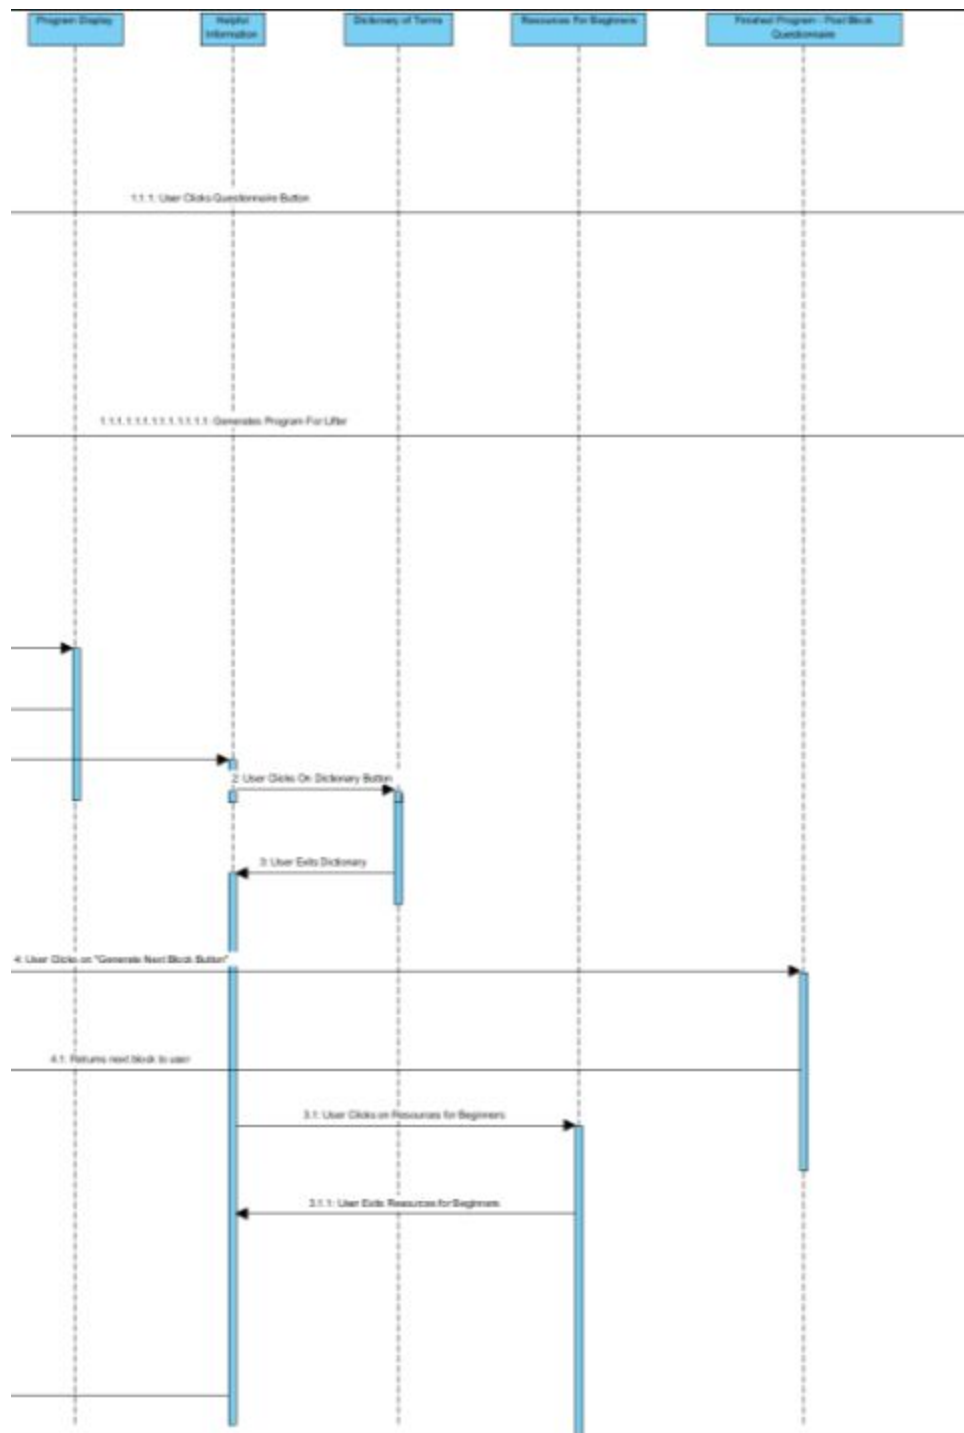 Program Display
Helpful
Information
Dictionary of Terms
Resources For Beginners
Finished Program - Post Block
Questionnaire
1.1.1: User Clicks Questionnaire Button
Generates Program For Lifter
2: User Clicks On Dictionary Button
3: User Exits Dictionary
4: User Clicks on "Generate Next Block Button"
4.1: Returns next block to user
3.1: User Clicks on Resources for Beginners
3.1.1: User Exits Resources for Beginners